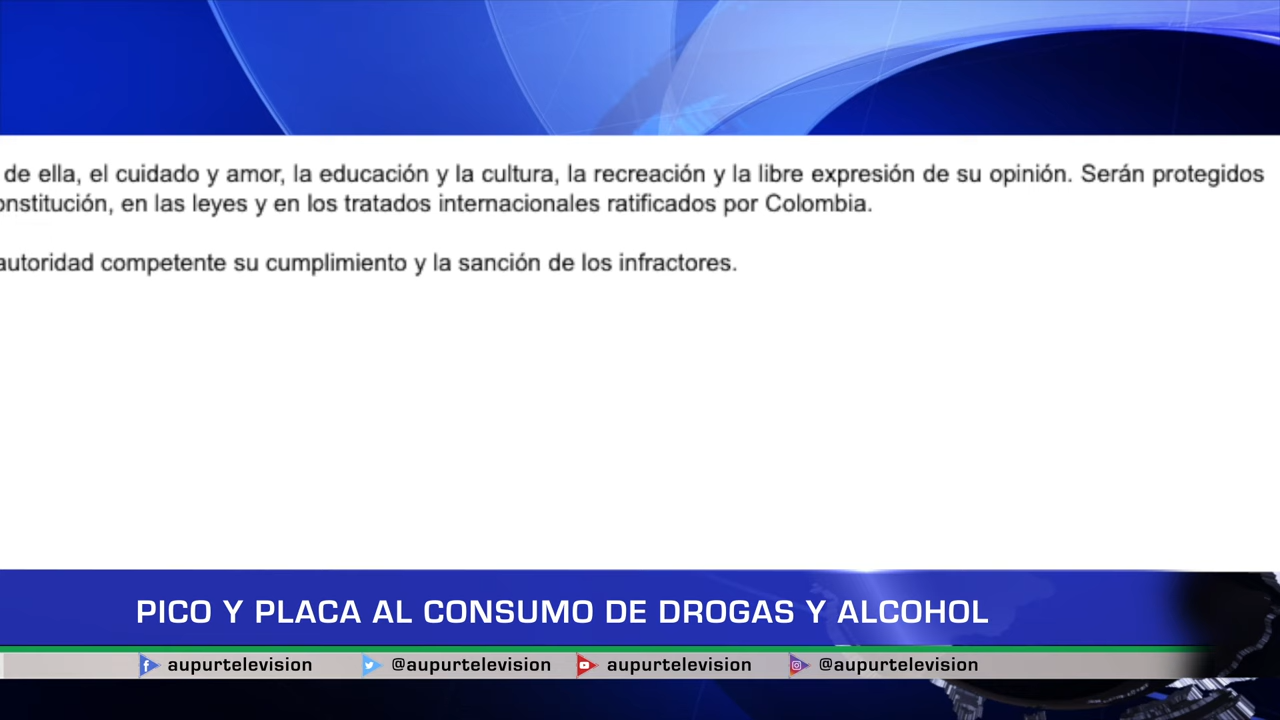 de ella, el cuidado y amor, la educación y la cultura, la recreación y la libre expresión de su opinión. Serán protegidos
onstitución, en las leyes y en los tratados internacionales ratificados por Colombia.
autoridad competente su cumplimiento y la sanción de los infractores.
PICO Y PLACA AL CONSUMO DE DROGAS Y ALCOHOL
aupurtelevision @aupurtelevision aupurtelevision @aupurtelevision